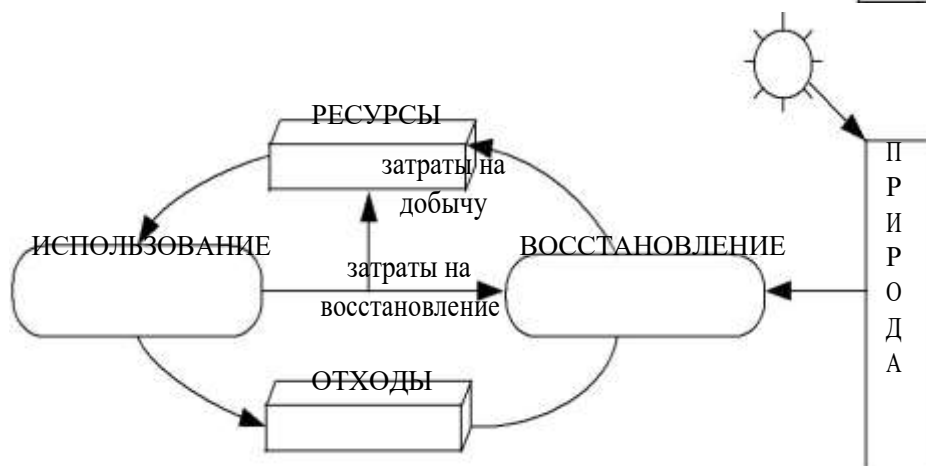 РЕСУРСЫ
затраты на
добычу
ИСПОЛЬЗОВАНИЕ
ВОССТАНОВЛЕНИЕ
затраты на
восстановление
ОТХОДЫ
П
Р
И
Р
О
Д
А